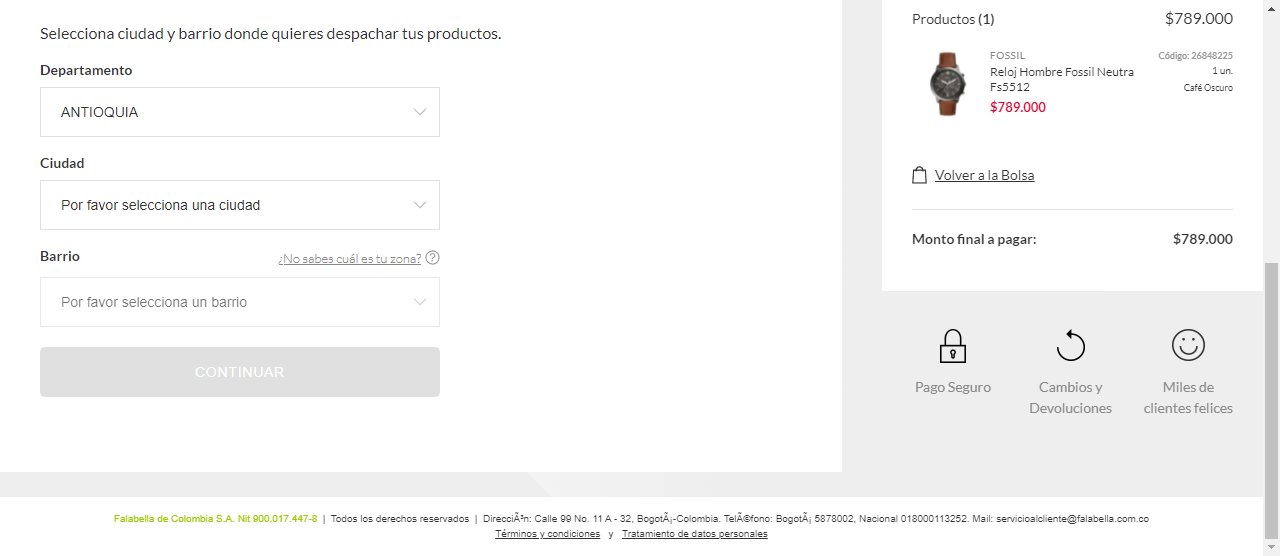 Selecciona ciudad y barrio donde quieres despachar tus productos.
Departamento
ANTIOQUIA
Ciudad
Por favor selecciona una ciudad
Barrio
¿No sabes cuál es tu zona?
Por favor selecciona un barrio
CONTINUAR
Productos (1) $789.000
FOSSIL Código: 26848225
Reloj Hombre Fossil Neutra 1 un.
Fs5512 Café Oscuro
$789.000
Volver a la Bolsa
Monto final a pagar: $789.000
Pago Seguro
Cambios y
Devoluciones
Miles de
clientes felices
Falabella de Colombia S.A. Nit 900.017.447-8 | Todos los derechos reservados | DirecciÃ³n: Calle 99 No. 11 A - 32, BogotÃ¡-Colombia. TelÃ©fono: BogotÃ¡ 5878002, Nacional 018000113252. Mail: servicioalcliente@falabella.com.co
Términos y condiciones y Tratamiento de datos personales